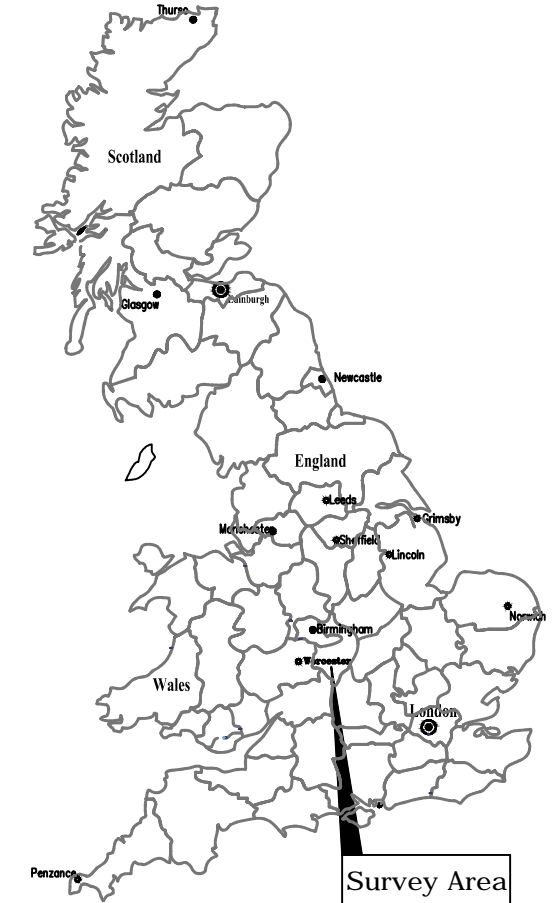 Thurso
Scotland
Glasgow
Edinburgh
Newcastle
England
Leeds
Grimsby
Manchester
Sheffield
Lincoln
Norwich
Birmingham
Worcester
Wales
London
Penzance
Survey Area